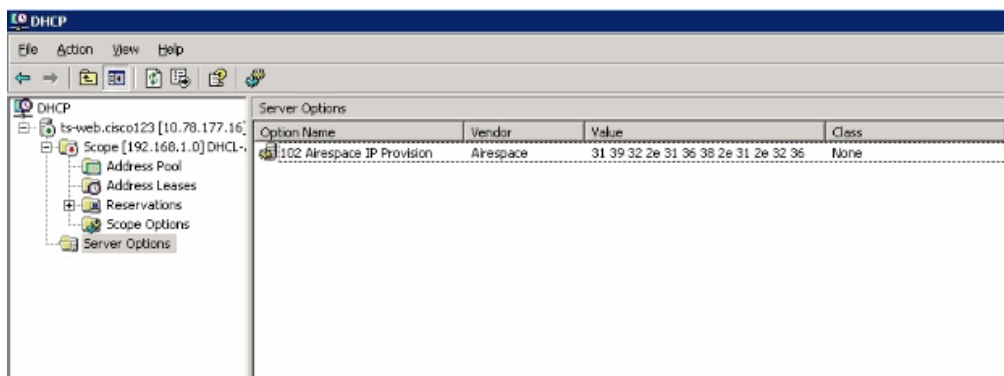 DHCP
File Action View Help
DHCP
ts-web.cisco123 [10.78.177.16]
Scope [192.168.1.0] DHCL-
Address Pool
Address Leases
Reservations
Scope Options
Server Options
Server Options
Option Name Vendor Value Class
102 Airespace IP Provision Airespace 31 39 32 2e 31 36 38 2e 31 2e 32 36 None